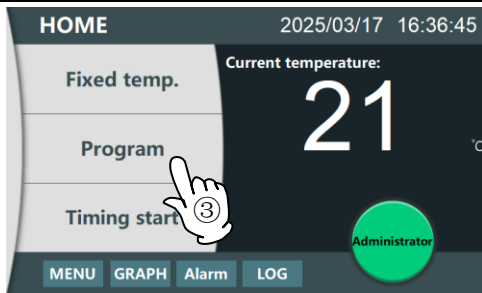 HOME 2025/03/17 16:36:45
Fixed temp.
Current temperature:
21 °C
Program
③
Timing start
Administrator
MENU GRAPH Alarm LOG